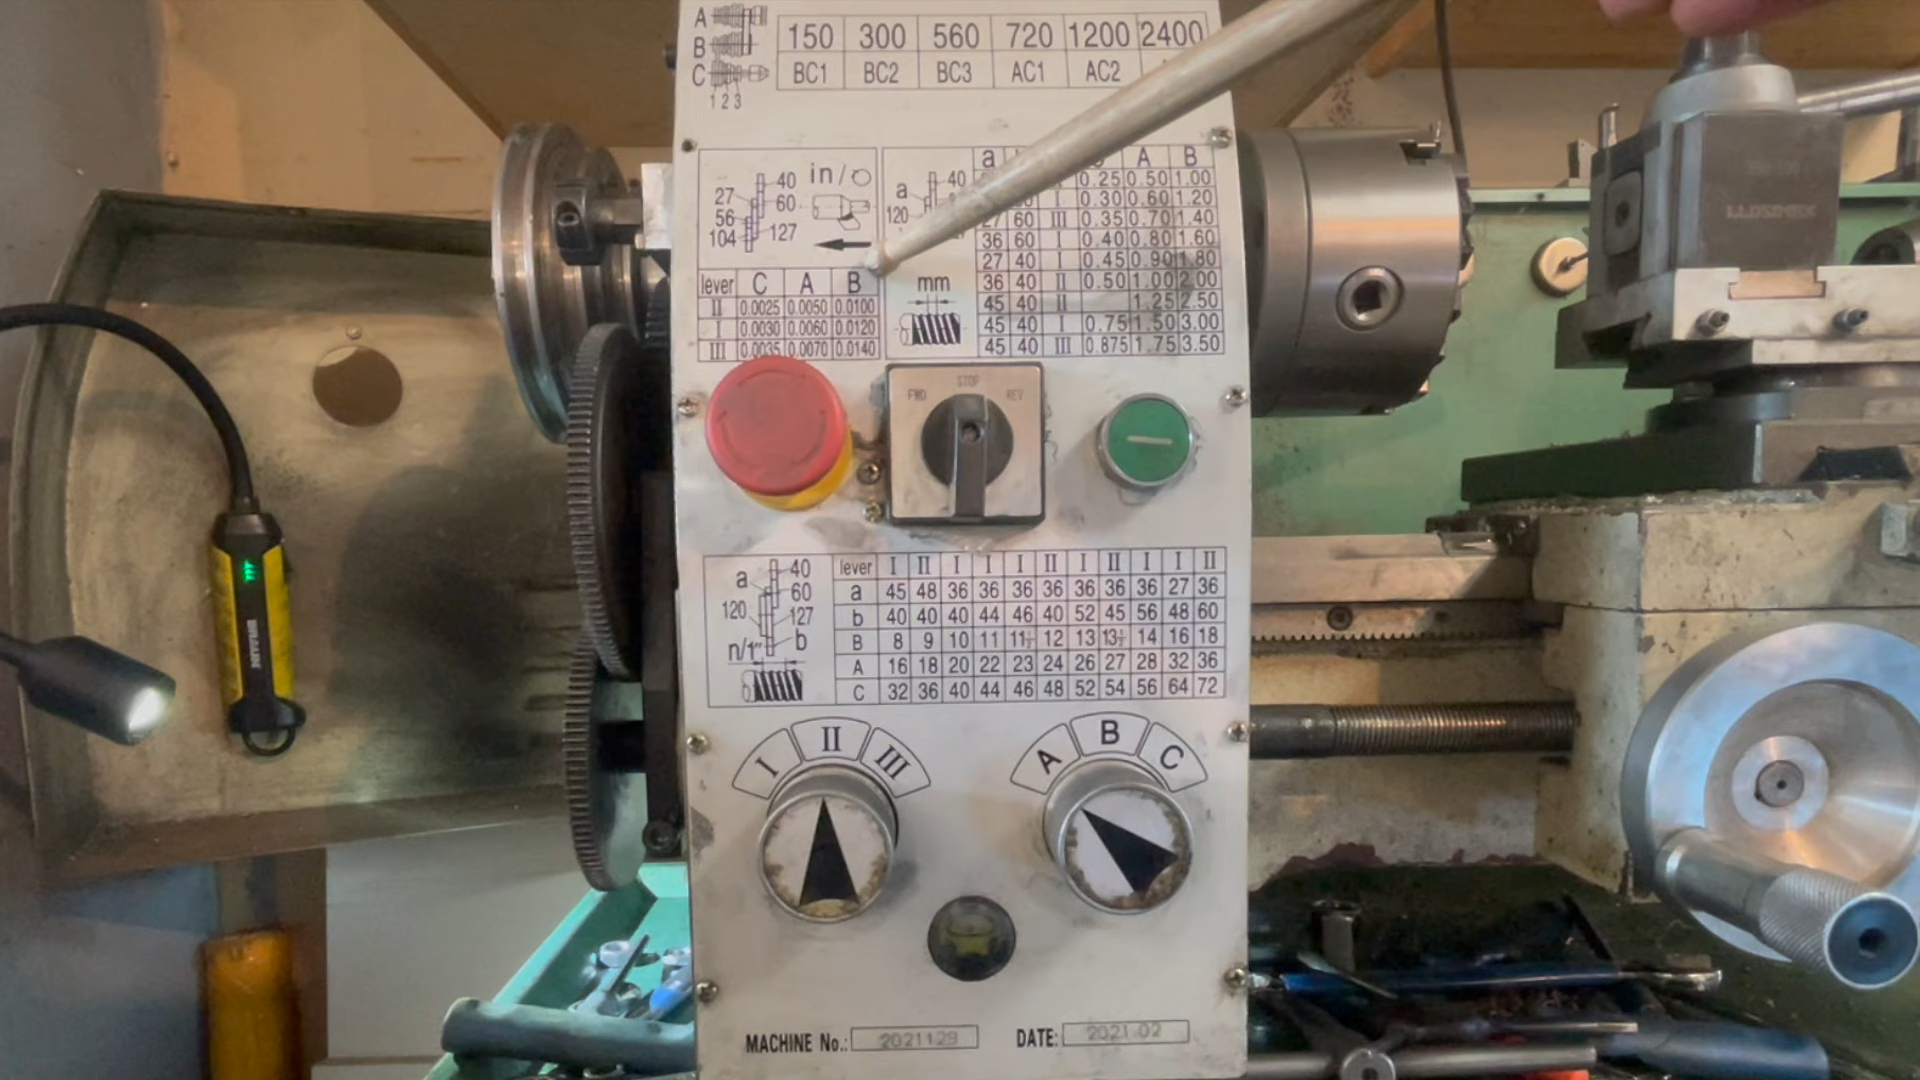 A
B
C
1 2 3
150 300 560 720 1200 2400
BC1 BC2 BC3 AC1 AC2
in/
40
27
60
56
104
127
lever C A B
II 0.0025 0.0050 0.0100
I 0.0030 0.0060 0.0120
III 0.0035 0.0070 0.0140
a
40
120
mm
a A B
0.25 0.50 1.00
I 0.30 0.60 1.20
60 III 0.35 0.70 1.40
36 60 I 0.40 0.80 1.60
27 40 I 0.45 0.90 1.80
36 40 II 0.50 1.00 2.00
45 40 II 1.25 2.50
45 40 I 0.75 1.50 3.00
45 40 III 0.875 1.75 3.50
STOP
FWD REV
a
40
60
120
127
b
n/1"
lever I II I I I II I II I I II
a 45 48 36 36 36 36 36 36 36 27 36
b 40 40 40 44 46 40 52 45 56 48 60
B 8 9 10 11 11½ 12 13 13½ 14 16 18
A 16 18 20 22 23 24 26 27 28 32 36
C 32 36 40 44 46 48 52 54 56 64 72
I II III
A B C
MACHINE No.: 2021129 DATE: 2021.02